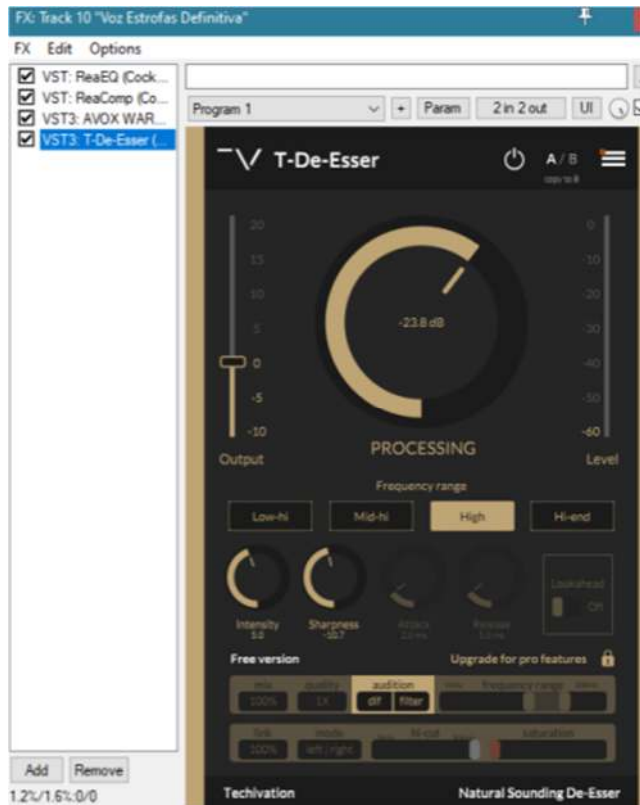 FX: Track 10 "Voz Estrofas Definitiva"
FX Edit Options
VST: ReaEQ (Cock...
VST: ReaComp (Co...
VST3: AVOX WAR...
VST3: T-De-Esser (...
Program 1 + Param 2 in 2 out UI
T-De-Esser A / B
copy to B
20 0
15 -10
10 -20
5 -30
0 -40
-5 -50
-10 -60
-23.8 dB
PROCESSING
Output Level
Frequency range
Low-hi Mid-hi High Hi-end
Lookahead
Off
Intensity Sharpness Attack Release
5.0 -10.7 2.0 ms
Free version Upgrade for pro features
mix quality audition frequency range
100% 1X dif filter
link mode hi-cut saturation
100% left | right
Add Remove
1.2%/1.6%:0/0
Techivation Natural Sounding De-Esser